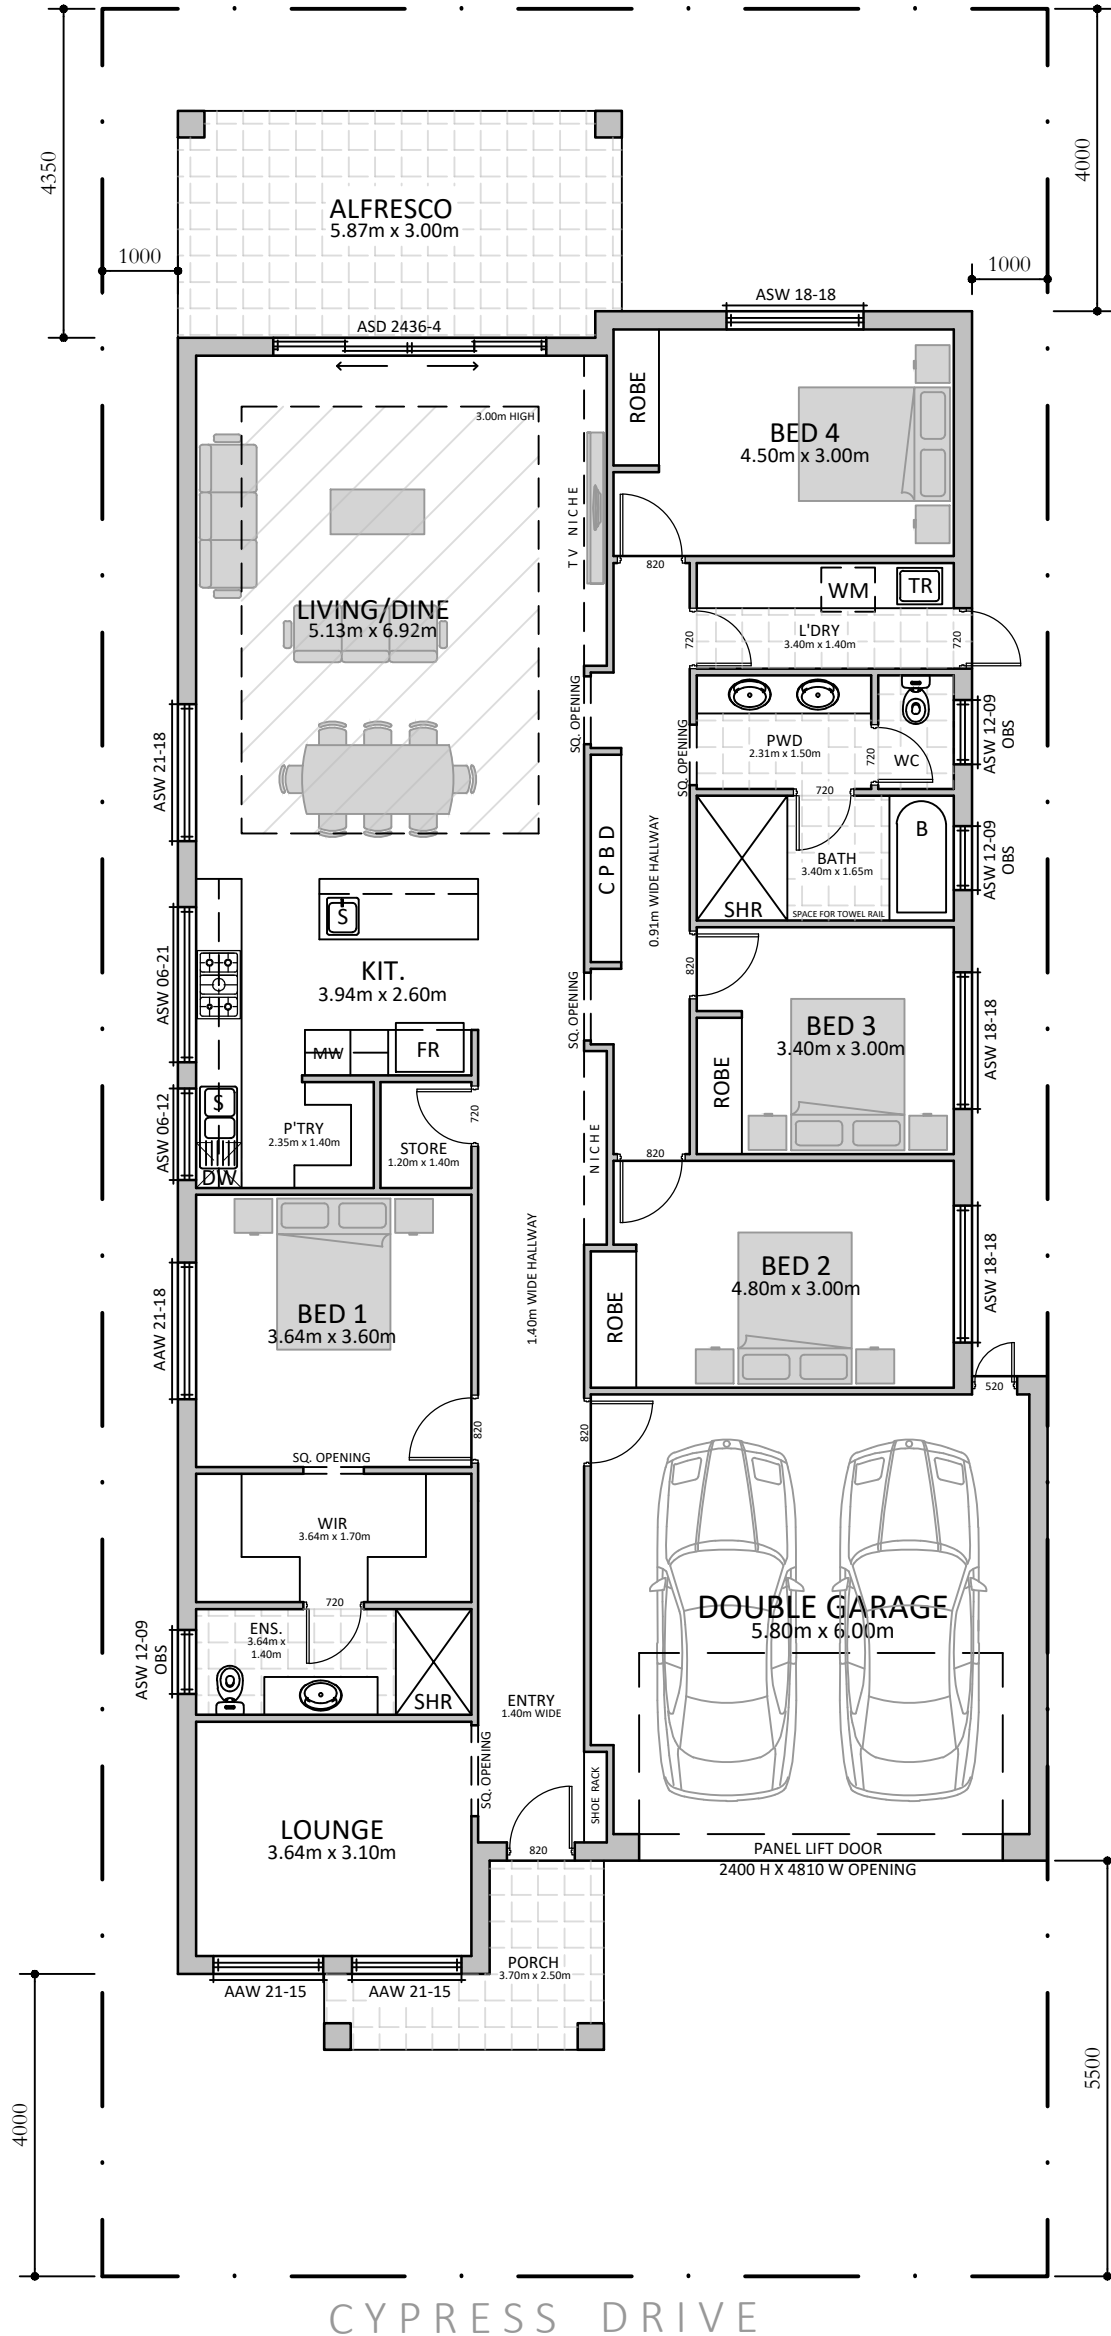 4350
4000
ALFRESCO
5.87m x 3.00m
1000
1000
ASW 18-18
ASD 2436-4
3.00m HIGH
ROBE
BED 4
4.50m x 3.00m
TV NICHE
820
WM
TR
LIVING/DINE
5.13m x 6.92m
L'DRY
3.40m x 1.40m
720
720
SQ. OPENING
SQ. OPENING
PWD
2.31m x 1.50m
720
WC
ASW 12-09
OBS
ASW 21-18
720
CPBD
0.91m WIDE HALLWAY
BATH
3.40m x 1.65m
B
ASW 12-09
OBS
SHR
SPACE FOR TOWEL RAIL
S
ASW 06-21
KIT.
3.94m x 2.60m
SQ. OPENING
820
BED 3
3.40m x 3.00m
ASW 18-18
MW
FR
ROBE
ASW 06-12
S
DW
P'TRY
2.35m x 1.40m
STORE
1.20m x 1.40m
720
NICHE
820
1.40m WIDE HALLWAY
BED 2
4.80m x 3.00m
ASW 18-18
AAW 21-18
BED 1
3.64m x 3.60m
ROBE
520
820
820
SQ. OPENING
WIR
3.64m x 1.70m
720
DOUBLE GARAGE
5.80m x 6.00m
ASW 12-09
OBS
ENS.
3.64m x
1.40m
SHR
ENTRY
1.40m WIDE
SQ. OPENING
SHOE RACK
LOUNGE
3.64m x 3.10m
820
PANEL LIFT DOOR
2400 H X 4810 W OPENING
PORCH
3.70m x 2.50m
AAW 21-15
AAW 21-15
4000
5500
CYPRESS DRIVE